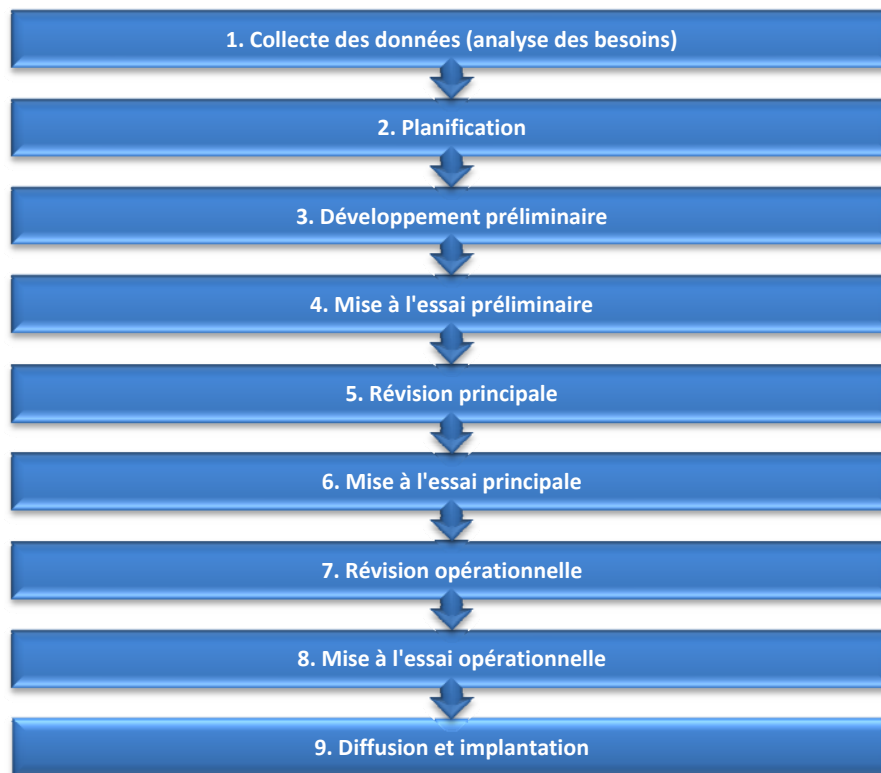 1. Collecte des données (analyse des besoins)
2. Planification
3. Développement préliminaire
4. Mise à l'essai préliminaire
5. Révision principale
6. Mise à l'essai principale
7. Révision opérationnelle
8. Mise à l'essai opérationnelle
9. Diffusion et implantation